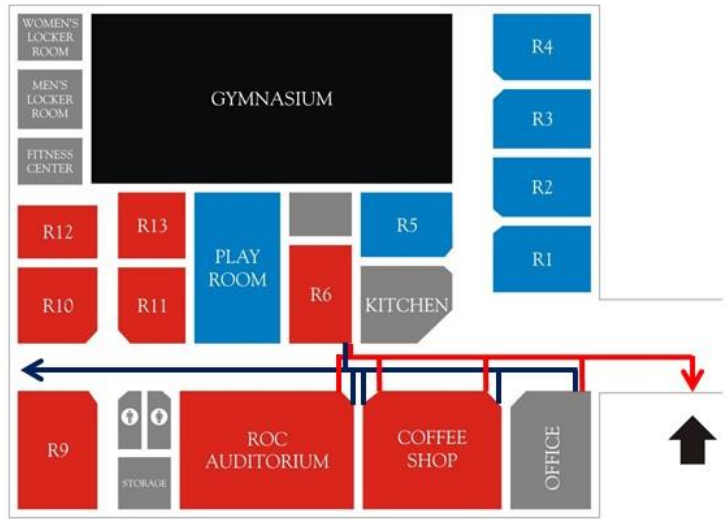 WOMEN'S
LOCKER
ROOM
MEN'S
LOCKER
ROOM
FITNESS
CENTER
GYMNASIUM
R4
R3
R2
R1
R12
R13
PLAY
ROOM
R5
R10
R11
R6
KITCHEN
R9
STORAGE
ROC
AUDITORIUM
COFFEE
SHOP
OFFICE